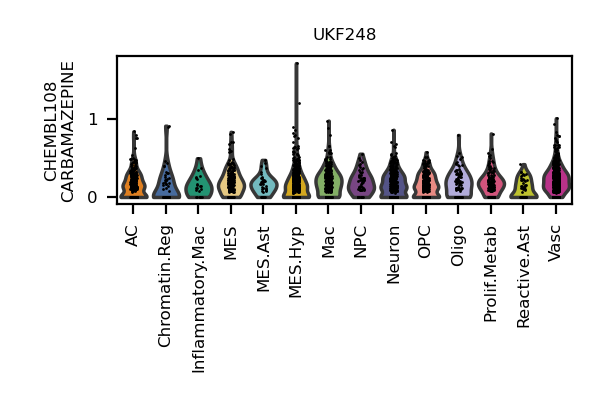 UKF248
CHEMBL108
CARBAMAZEPINE
1
0
AC
Chromatin.Reg
Inflammatory.Mac
MES
MES.Ast
MES.Hyp
Mac
NPC
Neuron
OPC
Oligo
Prolif.Metab
Reactive.Ast
Vasc